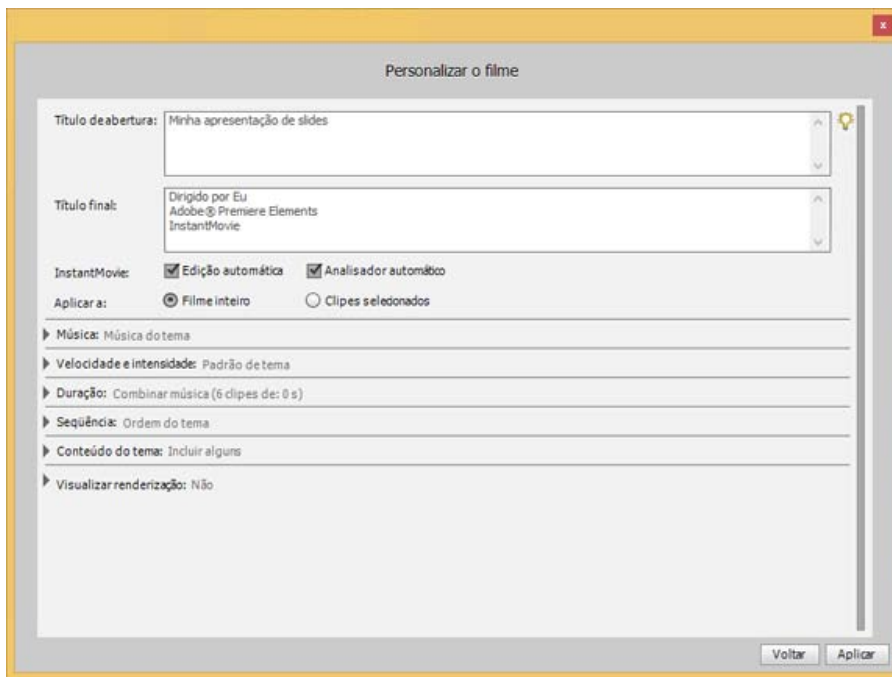 x
Personalizar o filme
Título de abertura: Minha apresentação de slides
Título final: Dirigido por Eu
Adobe® Premiere Elements
InstantMovie
InstantMovie: Edição automática Analisador automático
Aplicar a: Filme inteiro Clipes selecionados
Música: Música do tema
Velocidade e intensidade: Padrão de tema
Duração: Combinar música (6 clipes de: 0 s)
Seqüência: Ordem do tema
Conteúdo do tema: Incluir alguns
Visualizar renderização: Não
Voltar Aplicar